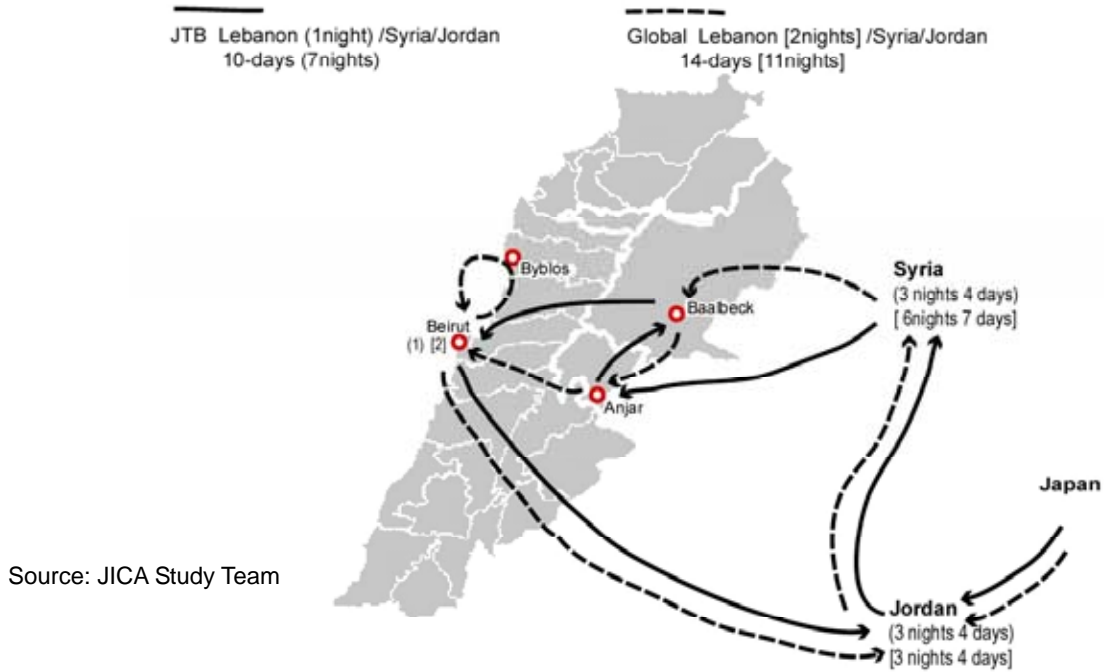 JTB Lebanon (1night) /Syria/Jordan
10-days (7nights)
Global Lebanon [2nights] /Syria/Jordan
14-days [11nights]
Byblos
Syria
(3 nights 4 days)
[ 6nights 7 days]
Baalbeck
Beirut
(1) [2]
Anjar
Japan
Source: JICA Study Team
Jordan
(3 nights 4 days)
[3 nights 4 days]